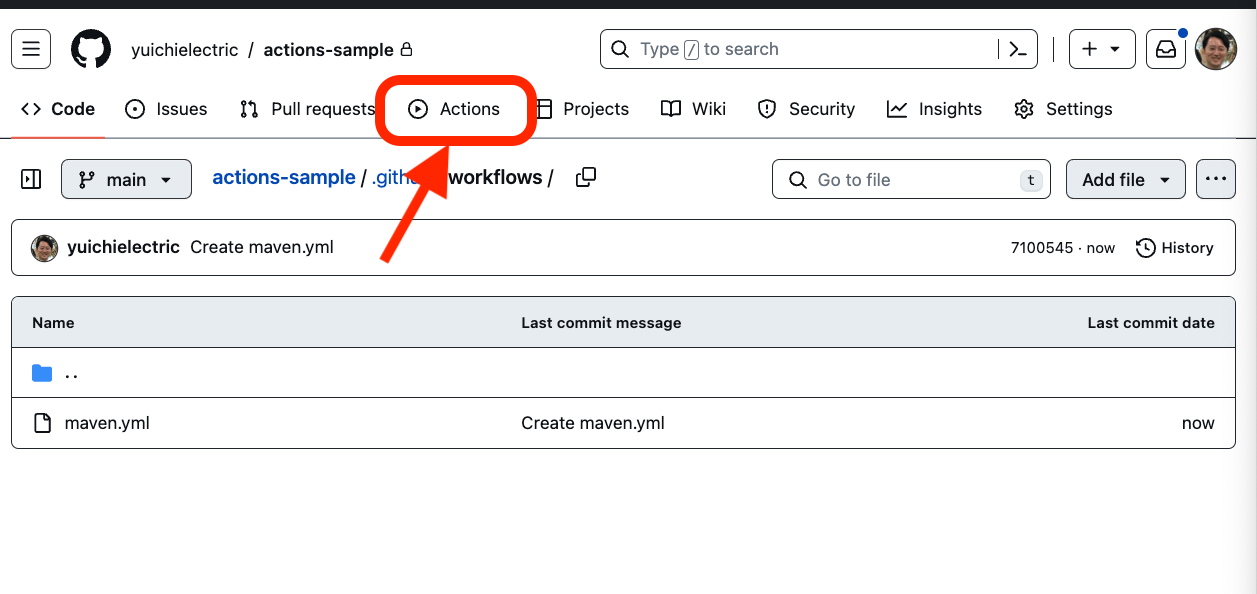 yuichielectric / actions-sample
Type / to search
Code Issues Pull requests Actions Projects Wiki Security Insights Settings
main actions-sample / workflows / Go to file t Add file
yuichielectric Create maven.yml 7100545 · now History
Name Last commit message Last commit date
..
maven.yml Create maven.yml now